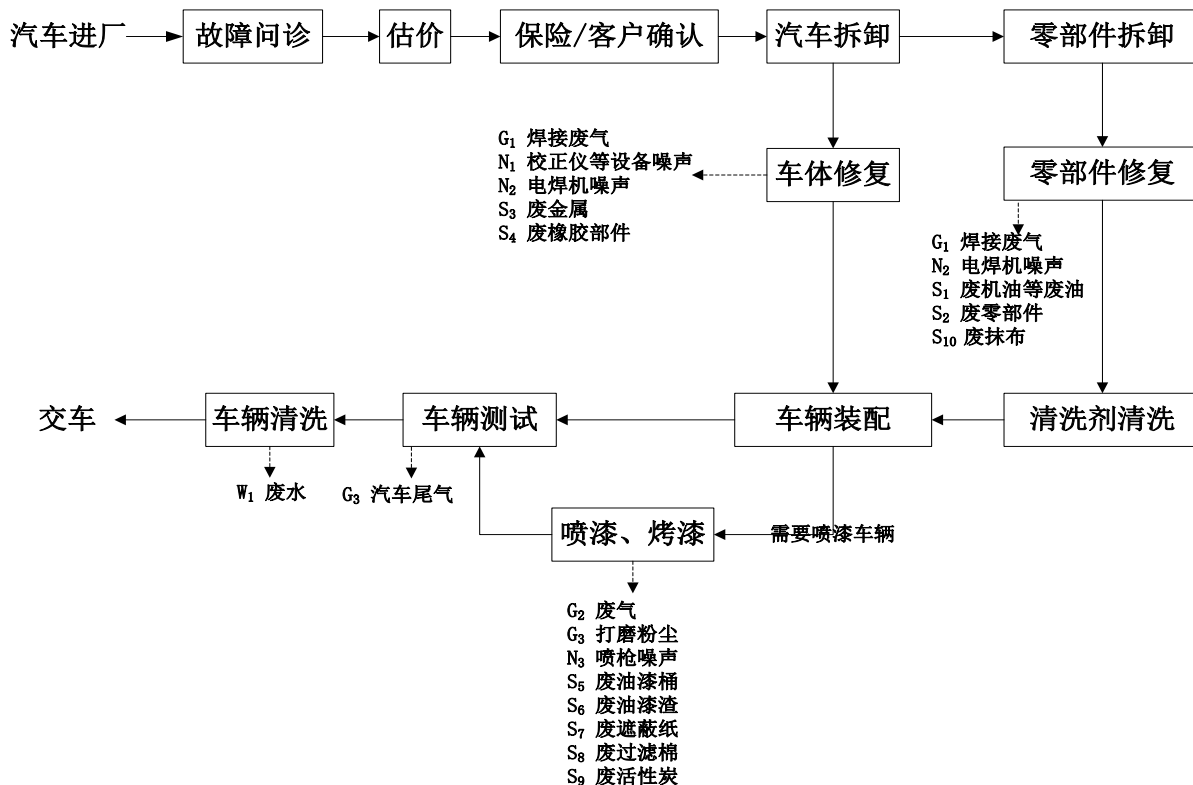 汽车进厂 故障问诊 估价 保险/客户确认 汽车拆卸 零部件拆卸
G₁ 焊接废气
N₁ 校正仪等设备噪声
N₂ 电焊机噪声
S₃ 废金属
S₄ 废橡胶部件
车体修复
零部件修复
G₁ 焊接废气
N₂ 电焊机噪声
S₁ 废机油等废油
S₂ 废零部件
S₁₀ 废抹布
交车 车辆清洗 车辆测试 车辆装配 清洗剂清洗
W₁ 废水
G₃ 汽车尾气
喷漆、烤漆
需要喷漆车辆
G₂ 废气
G₃ 打磨粉尘
N₃ 喷枪噪声
S₅ 废油漆桶
S₆ 废油漆渣
S₇ 废遮蔽纸
S₈ 废过滤棉
S₉ 废活性炭